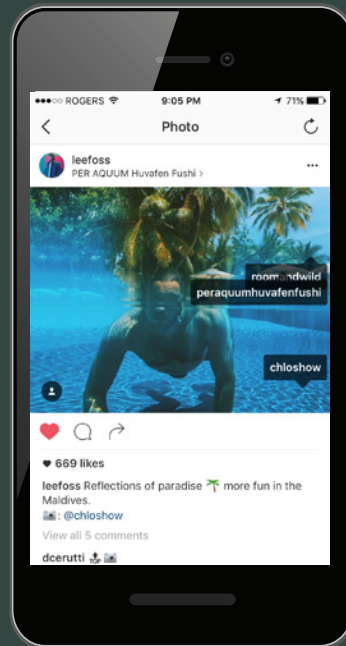 ROGERS 9:05 PM 71%
Photo
leefoss
PER AQUUM Huvafen Fushi >
roomandwild
peraquumhuvafenfushi
chloshow
669 likes
leefoss Reflections of paradise 🌴 more fun in the
Maldives.
📷: @chloshow
View all 5 comments
dcerutti 🏝📷